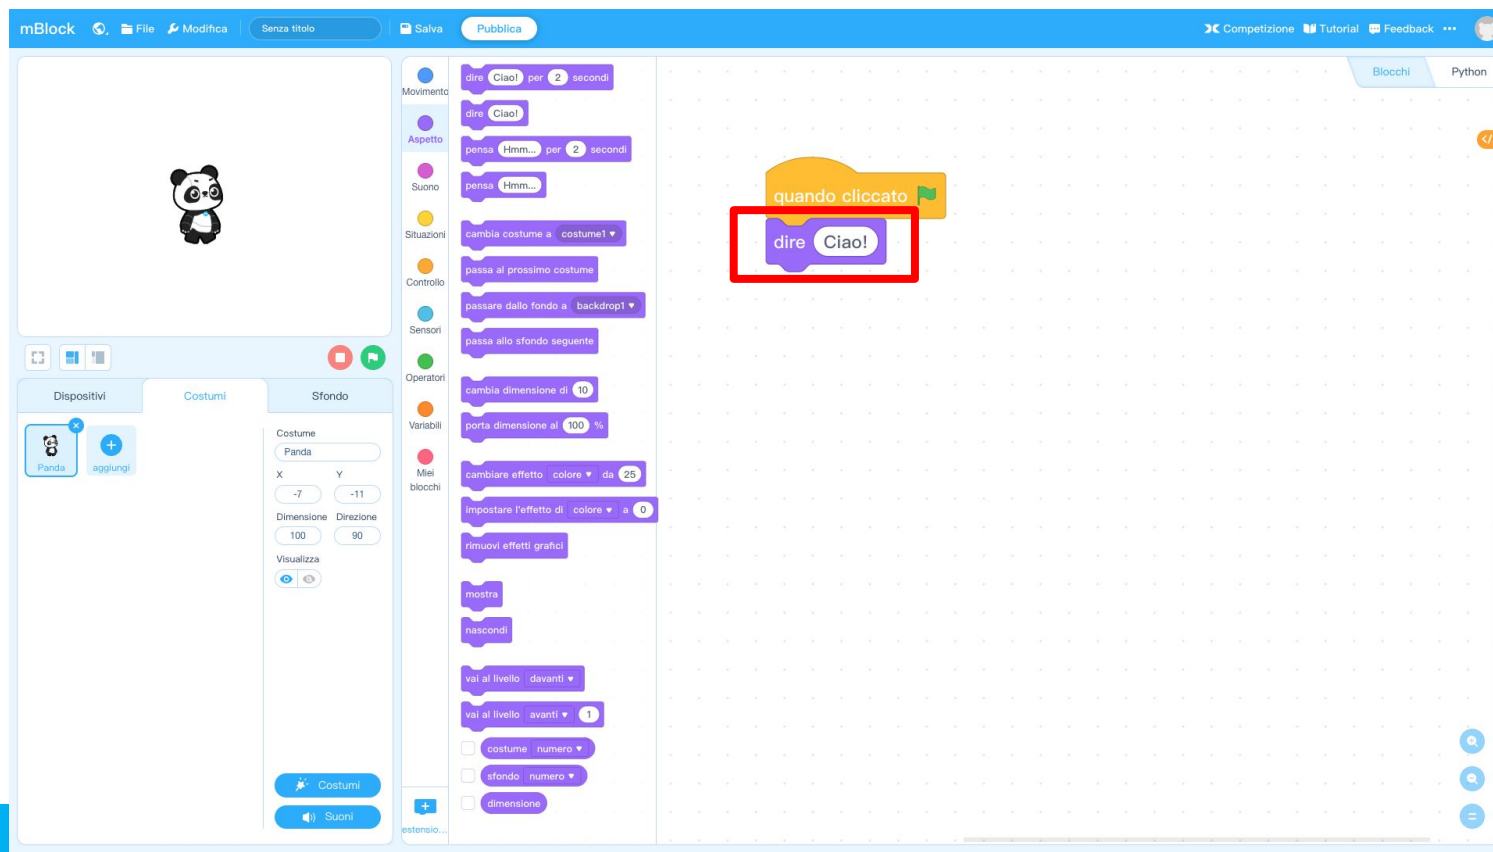 mBlock File Modifica Senza titolo Salva Pubblica Competizione Tutorial Feedback
Blocchi Python
Movimento
Aspetto
Suono
Situazioni
Controllo
Sensori
Operatori
Variabili
Miei
blocchi
estensio...
dire Ciao! per 2 secondi
dire Ciao!
pensa Hmm... per 2 secondi
pensa Hmm...
cambia costume a costume1
passa al prossimo costume
passare dallo fondo a backdrop1
passa allo sfondo seguente
cambia dimensione di 10
porta dimensione al 100 %
cambiare effetto colore da 25
impostare l'effetto di colore a 0
rimuovi effetti grafici
mostra
nascondi
vai al livello davanti
vai al livello avanti 1
costume numero
sfondo numero
dimensione
quando cliccato
dire Ciao!
Dispositivi Costumi Sfondo
Panda aggiungi
Costume
Panda
X Y
-7 -11
Dimensione Direzione
100 90
Visualizza
Costumi
Suoni